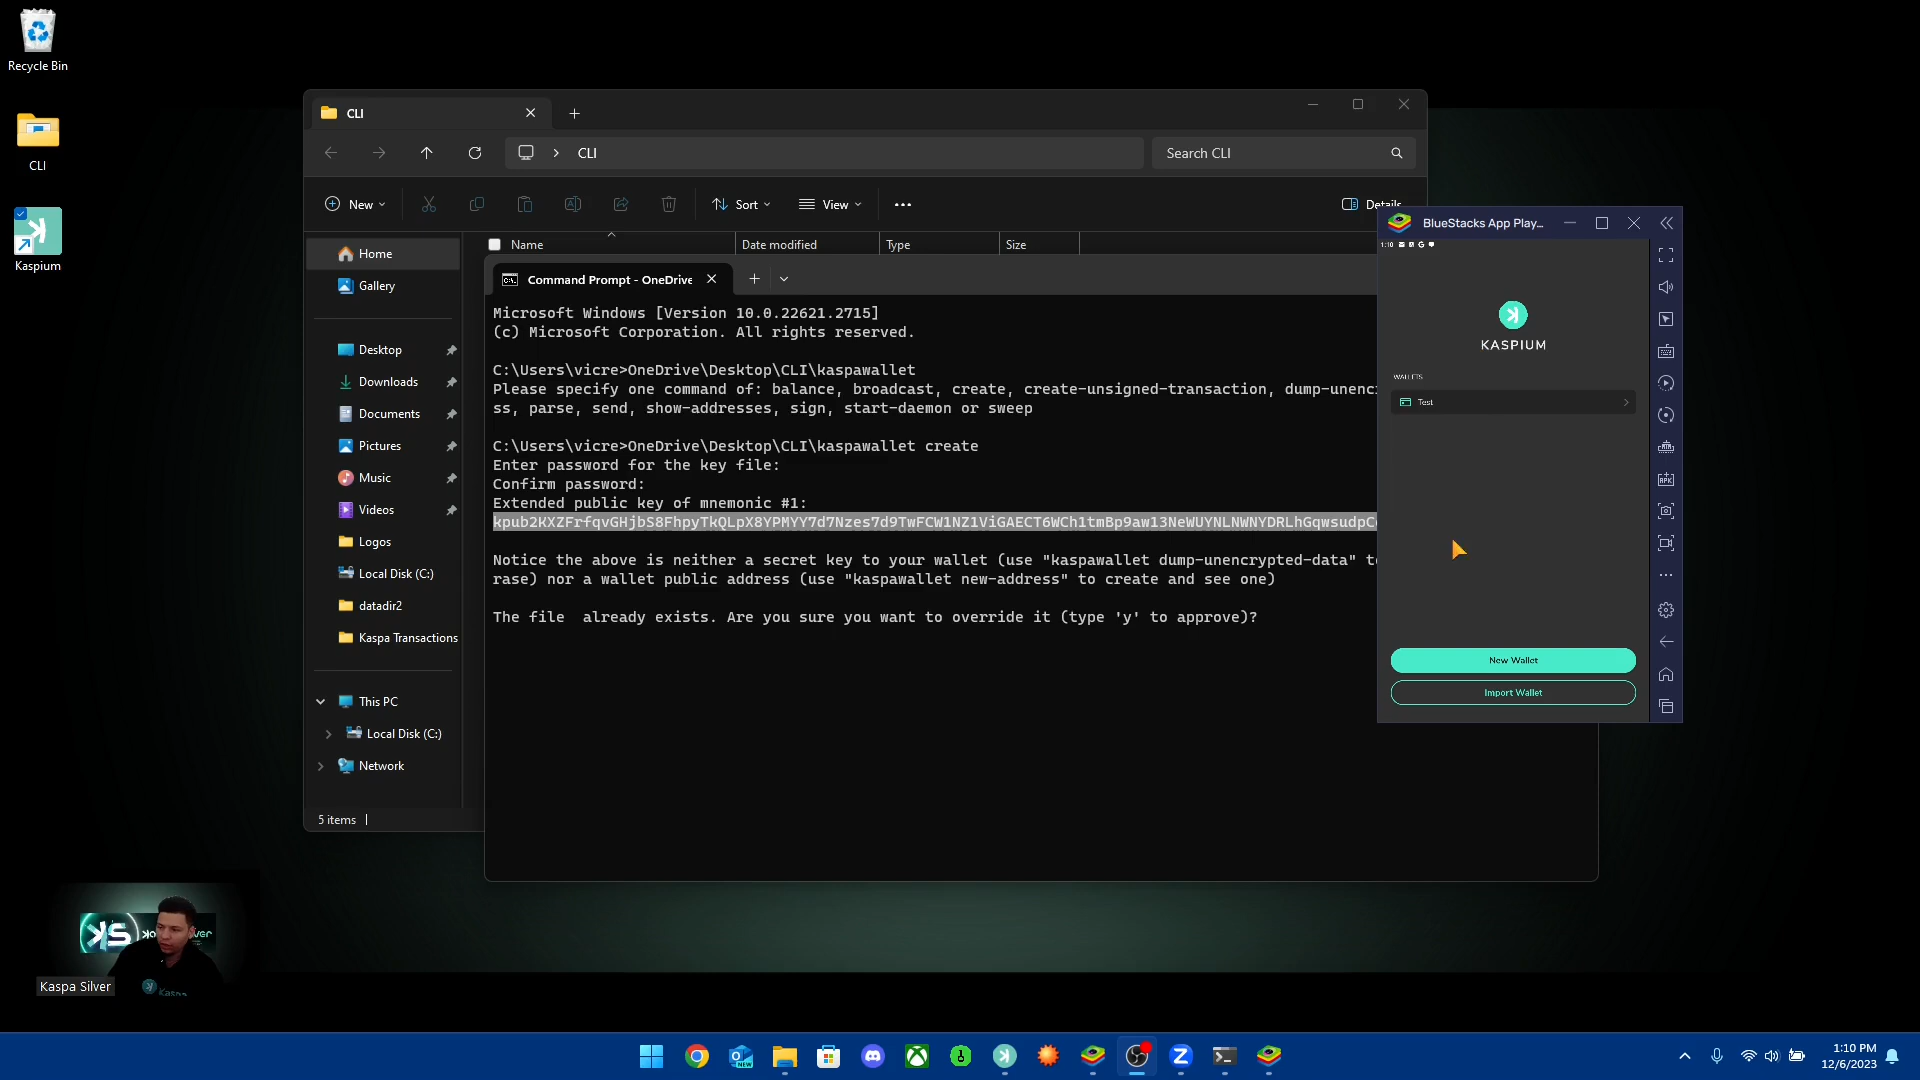 Recycle Bin
CLI
Kaspium
CLI
CLI
Search CLI
New
Sort
View
Details
Name
Date modified
Type
Size
Home
Gallery
Desktop
Downloads
Documents
Pictures
Music
Videos
Logos
Local Disk (C:)
datadir2
Kaspa Transactions
This PC
Local Disk (C:)
Network
5 items
Command Prompt - OneDrive
Microsoft Windows [Version 10.0.22621.2715]
(c) Microsoft Corporation. All rights reserved.
C:\Users\vicre>OneDrive\Desktop\CLI\kaspawallet
Please specify one command of: balance, broadcast, create, create-unsigned-transaction, dump-unenc
ss, parse, send, show-addresses, sign, start-daemon or sweep
C:\Users\vicre>OneDrive\Desktop\CLI\kaspawallet create
Enter password for the key file:
Confirm password:
Extended public key of mnemonic #1:
kpub2KXZFrfqvGHjbS8FhpyTkQLpX8YPMYY7d7Nzes7d9TwFCW1NZ1ViGAECT6WCh1tmBp9aw13NeWUYNLNWNYDRLhGqwsudpC
Notice the above is neither a secret key to your wallet (use "kaspawallet dump-unencrypted-data" to
rase) nor a wallet public address (use "kaspawallet new-address" to create and see one)
The file  already exists. Are you sure you want to override it (type 'y' to approve)?
BlueStacks App Play...
1:10
KASPIUM
WALLETS
Test
New Wallet
Import Wallet
Kaspa Silver
1:10 PM
12/6/2023